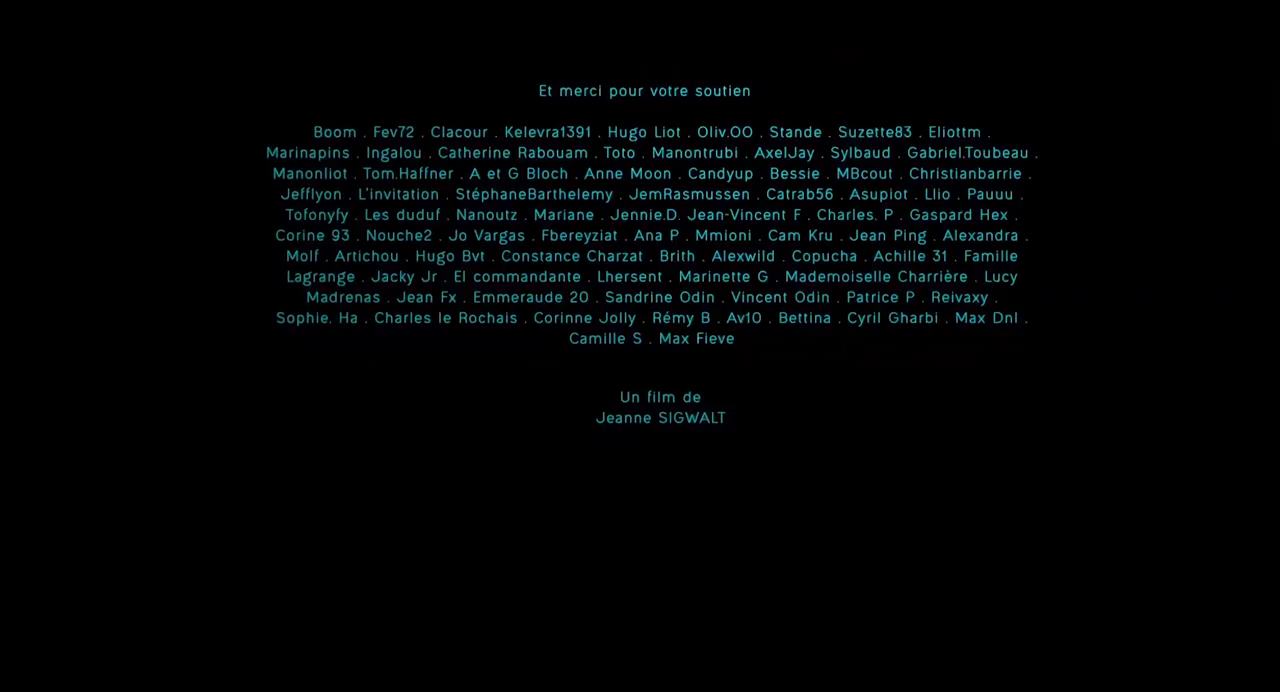 Et merci pour votre soutien
Boom . Fev72 . Clacour . Kelevra1391 . Hugo Liot . Oliv.OO . Stande . Suzette83 . Eliottm .
Marinapins . Ingalou . Catherine Rabouam . Toto . Manontrubi . AxelJay . Sylbaud . Gabriel.Toubeau .
Manonliot . Tom.Haffner . A et G Bloch . Anne Moon . Candyup . Bessie . MBcout . Christianbarrie .
Jefflyon . L'invitation . StéphaneBarthelemy . JemRasmussen . Catrab56 . Asupiot . Llio . Pauuu .
Tofonyfy . Les duduf . Nanoutz . Mariane . Jennie.D. Jean-Vincent F . Charles. P . Gaspard Hex .
Corine 93 . Nouche2 . Jo Vargas . Fbereyziat . Ana P . Mmioni . Cam Kru . Jean Ping . Alexandra .
Molf . Artichou . Hugo Bvt . Constance Charzat . Brith . Alexwild . Copucha . Achille 31 . Famille
Lagrange . Jacky Jr . El commandante . Lhersent . Marinette G . Mademoiselle Charrière . Lucy
Madrenas . Jean Fx . Emmeraude 20 . Sandrine Odin . Vincent Odin . Patrice P . Reivaxy .
Sophie. Ha . Charles le Rochais . Corinne Jolly . Rémy B . Av10 . Bettina . Cyril Gharbi . Max Dnl .
Camille S . Max Fieve
Un film de
Jeanne SIGWALT